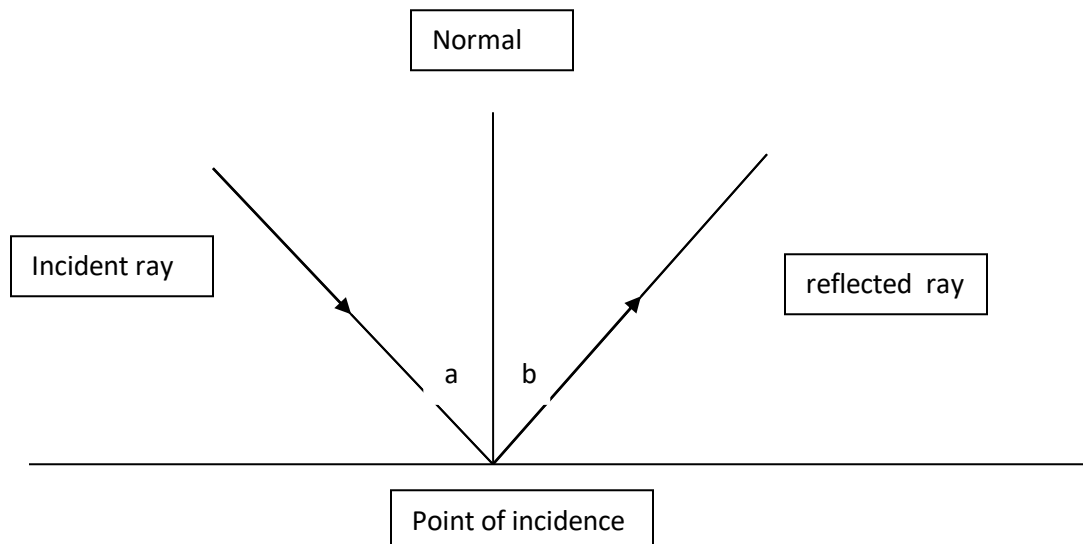 Normal
Incident ray
reflected  ray
a
b
Point of incidence